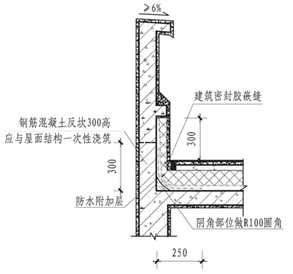 ≥6%
建筑密封胶嵌缝
300
钢筋混凝土反坎300高
应与屋面结构一次性浇筑
300
防水附加层
阴角部位做R100圆角
250